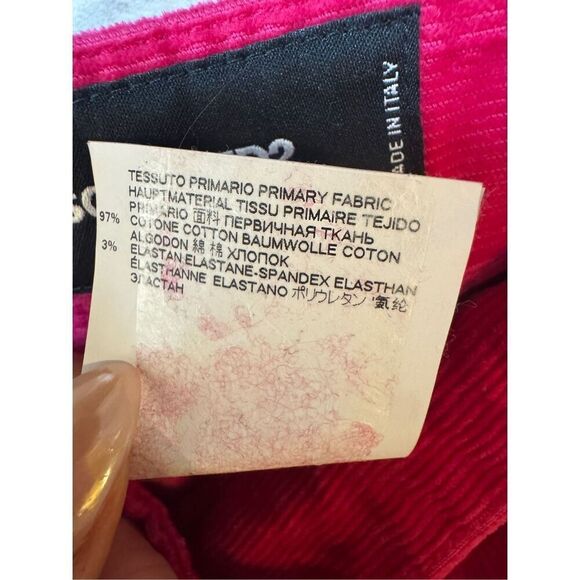 MADE IN ITALY
TESSUTO PRIMARIO PRIMARY FABRIC
HAUPTMATERIAL TISSU PRIMAIRE TEJIDO
PRIMARIO 面料 ПЕРВИЧНАЯ ТКАНЬ
97% COTONE COTTON BAUMWOLLE COTON
ALGODON 綿 棉 ХЛОПОК
3% ELASTAN ELASTANE-SPANDEX ELASTHAN
ÉLASTHANNE ELASTANO ポリウレタン 氨纶
ЭЛАСТАН